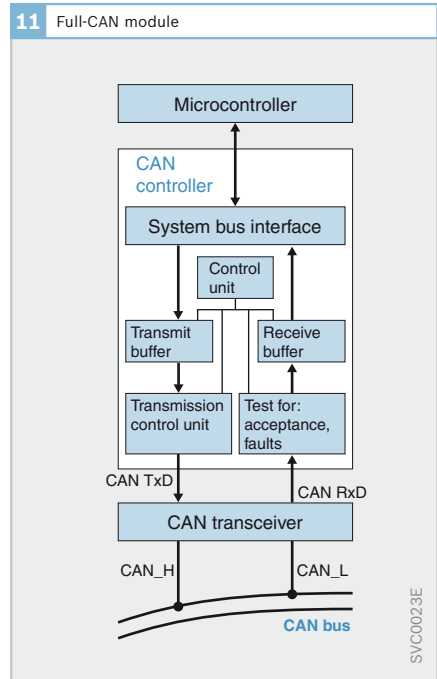 11 Full-CAN module
Microcontroller
CAN
controller
System bus interface
Control
unit
Transmit
buffer
Receive
buffer
Transmission
control unit
Test for:
acceptance,
faults
CAN TxD
CAN RxD
CAN transceiver
CAN_H
CAN_L
CAN bus
SVC0023E